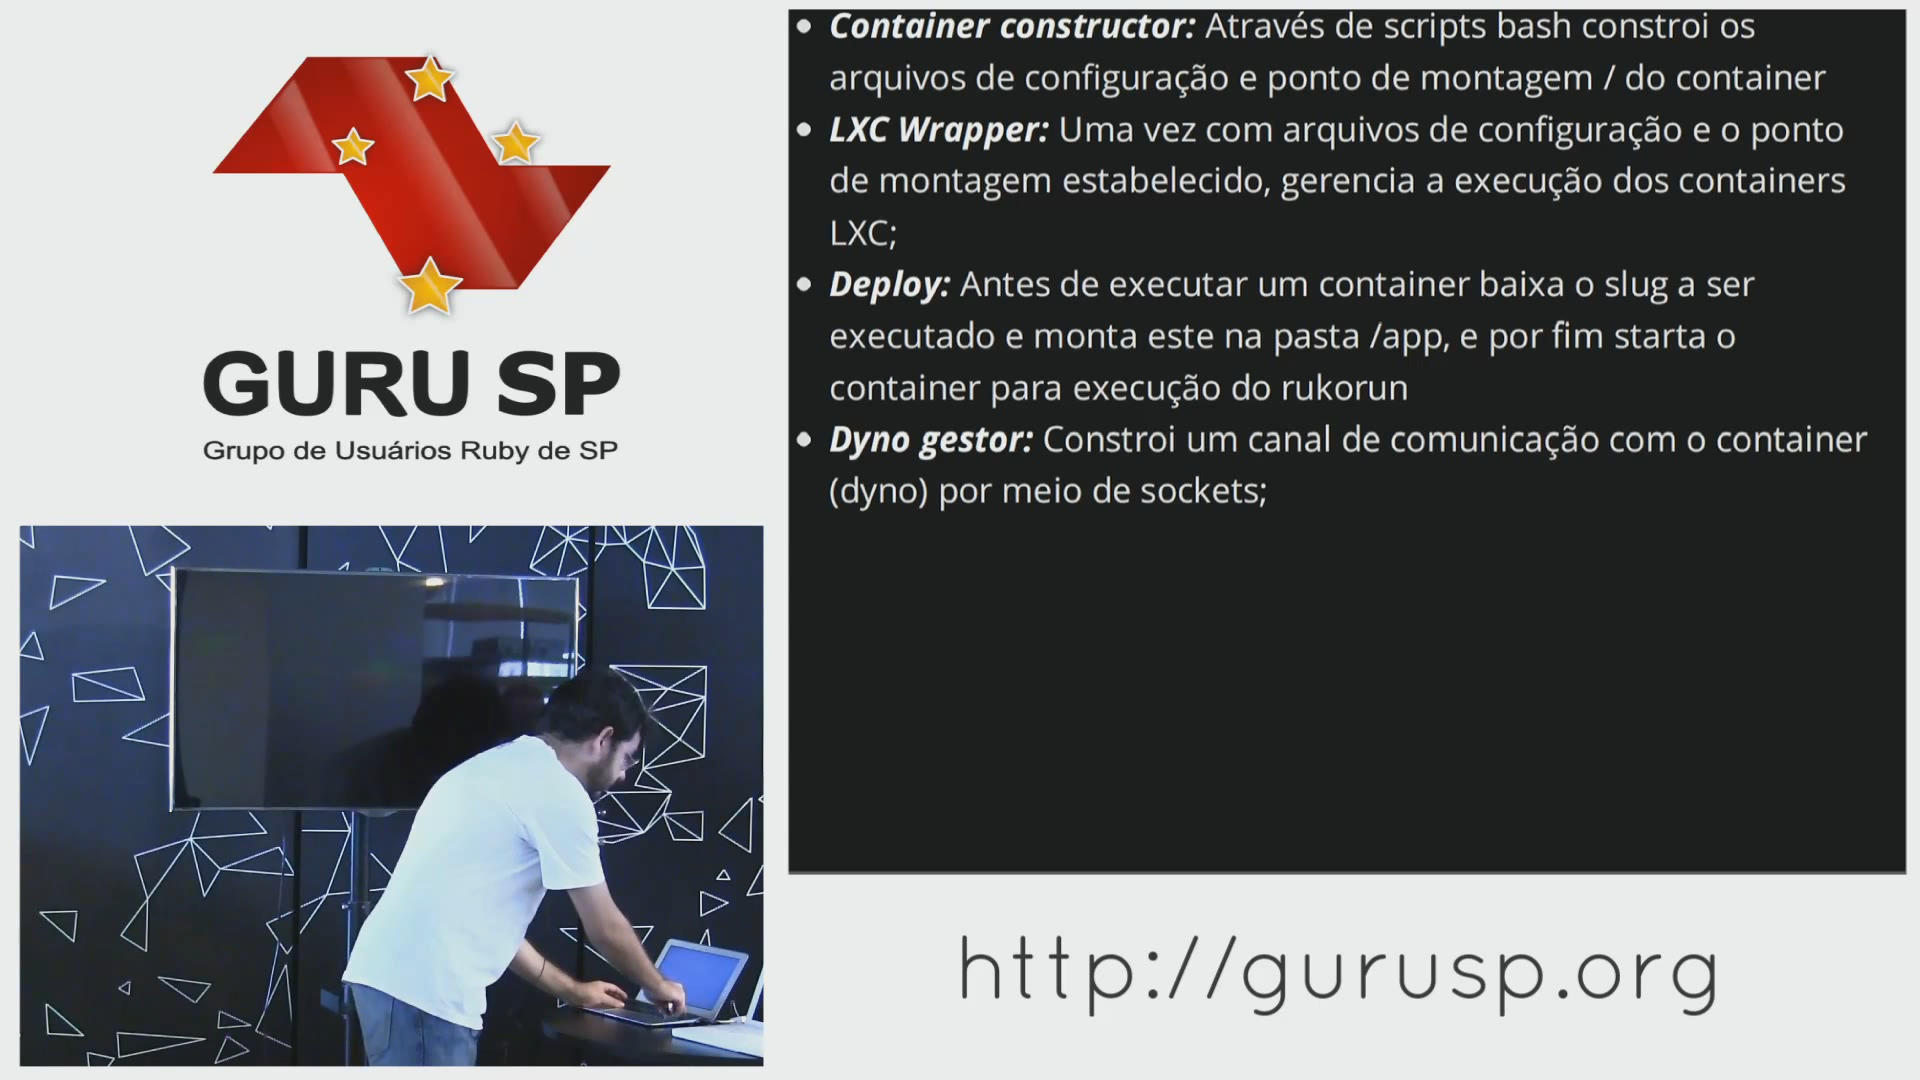 GURU SP
Grupo de Usuários Ruby de SP
Container constructor: Através de scripts bash constroi os
arquivos de configuração e ponto de montagem / do container
LXC Wrapper: Uma vez com arquivos de configuração e o ponto
de montagem estabelecido, gerencia a execução dos containers
LXC;
Deploy: Antes de executar um container baixa o slug a ser
executado e monta este na pasta /app, e por fim starta o
container para execução do rukorun
Dyno gestor: Constroi um canal de comunicação com o container
(dyno) por meio de sockets;
http://gurusp.org